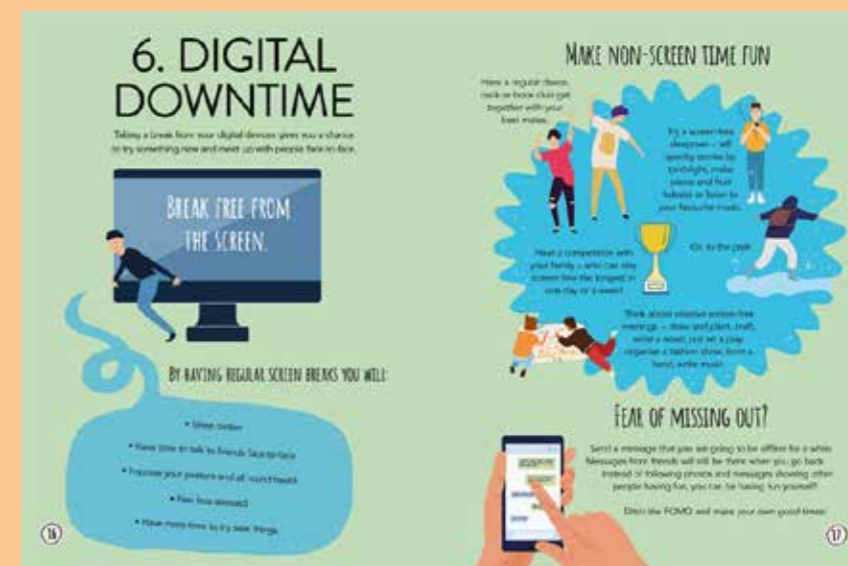 6. DIGITAL
DOWNTIME
Taking a break from your digital devices gives you a chance
to try something new and meet up with people face-to-face.
BREAK FREE FROM
THE SCREEN.
BY HAVING REGULAR SCREEN BREAKS YOU WILL:
• Sleep better
• Have time to talk to friends face-to-face
• Improve your posture and all round health
• Feel less stressed
• Have more time to try new things.
16
MAKE NON-SCREEN TIME FUN
Have a regular dance,
rock or book club get
together with your
best mates.
Try a screen-free
sleepover – tell
spooky stories by
torchlight, make
pizzas and fruit
kebabs or listen to
your favourite music.
Have a competition with
your family – who can stay
screen-free the longest in
one day or a week?
Go to the park.
Think about creative screen-free
evenings – draw and paint, craft,
write a novel, put on a play,
organise a fashion show, form a
band, write music.
FEAR OF MISSING OUT?
Send a message that you are going to be offline for a while.
Messages from friends will still be there when you go back.
Instead of following photos and messages showing other
people having fun, you can be having fun yourself!
Ditch the FOMO and make your own good times!
17